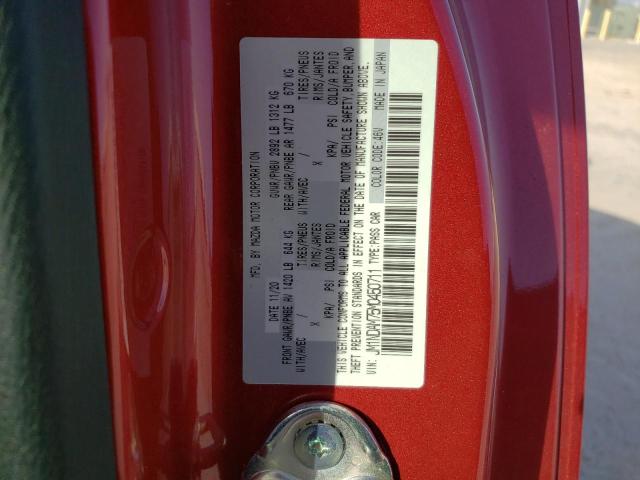 MFD. BY MAZDA MOTOR CORPORATION
DATE 11/20 GVWR/PNBV 2892 LB 1312 KG
FRONT GAWR/PNBE AV 1420 LB 644 KG REAR GAWR/PNBE AR 1477 LB 670 KG
WITH/AVEC / TIRES/PNEUS WITH/AVEC / TIRES/PNEUS
X RIMS/JANTES X RIMS/JANTES
KPA/ PSI COLD/A FROID KPA/ PSI COLD/A FROID
THIS VEHICLE CONFORMS TO ALL APPLICABLE FEDERAL MOTOR VEHICLE SAFETY BUMPER, AND
THEFT PREVENTION STANDARDS IN EFFECT ON THE DATE OF MANUFACTURE SHOWN ABOVE.
VIN: JM1NDAM75M0450711 TYPE:PASS CAR COLOR CODE 46V MADE IN JAPAN